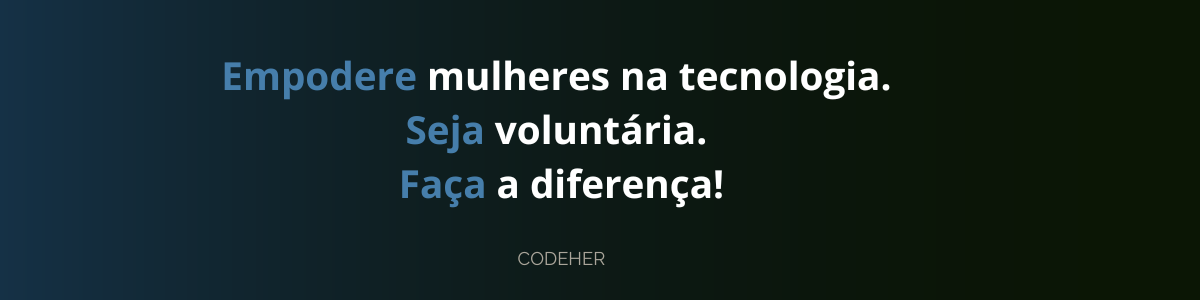 Empodere mulheres na tecnologia.
Seja voluntária.
Faça a diferença!
CODEHER